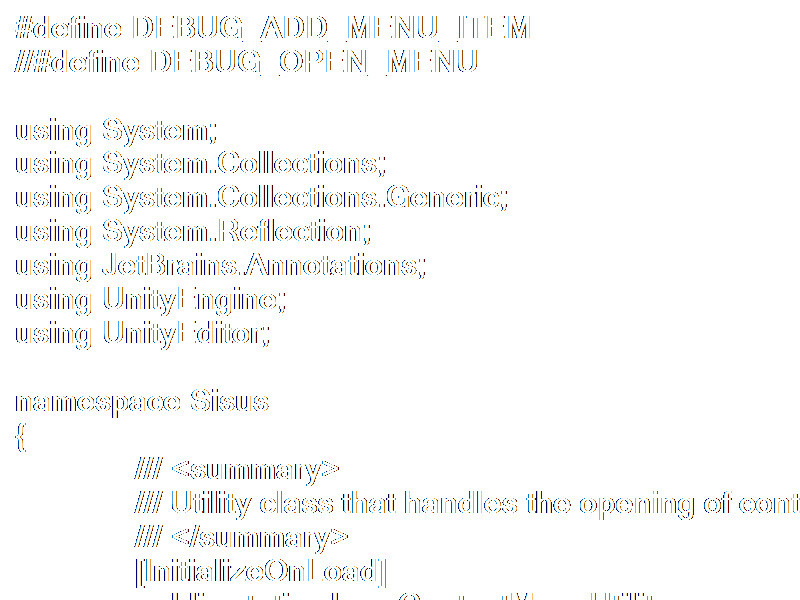 #define DEBUG_ADD_MENU_ITEM
//#define DEBUG_OPEN_MENU

using System;
using System.Collections;
using System.Collections.Generic;
using System.Reflection;
using JetBrains.Annotations;
using UnityEngine;
using UnityEditor;

namespace Sisus
{
/// <summary>
/// Utility class that handles the opening of cont
/// </summary>
[InitializeOnLoad]